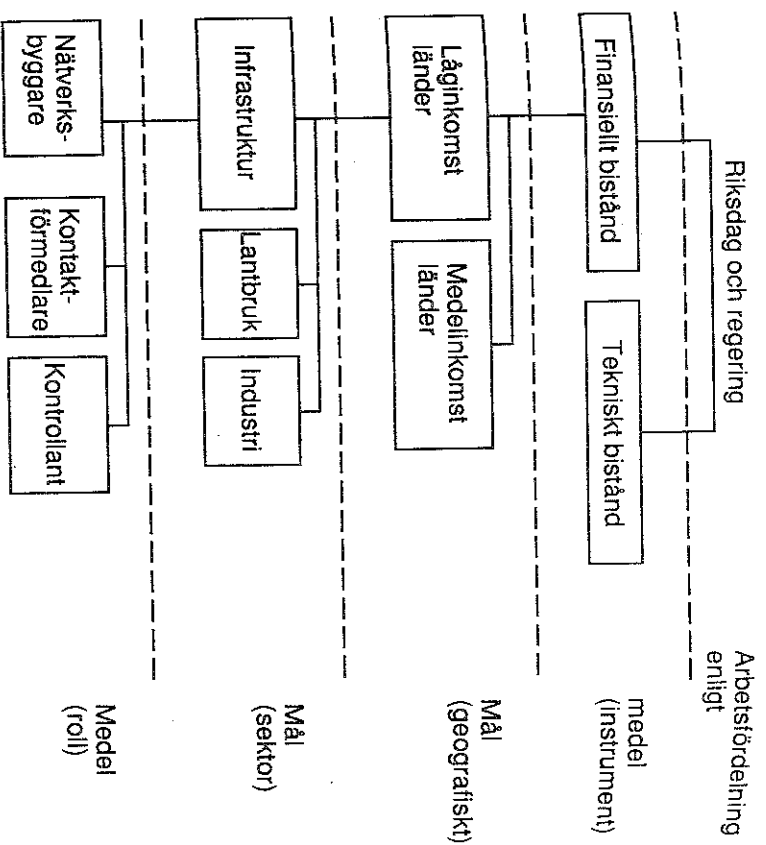 Riksdag och regering
Arbetsfördelning
enligt
Finansiellt bistånd
Tekniskt bistånd
medel
(instrument)
Låginkomst
länder
Medelinkomst
länder
Mål
(geografiskt)
Infrastruktur
Lantbruk
Industri
Mål
(sektor)
Nätverks-
byggare
Kontakt-
förmedlare
Kontrollant
Medel
(roll)